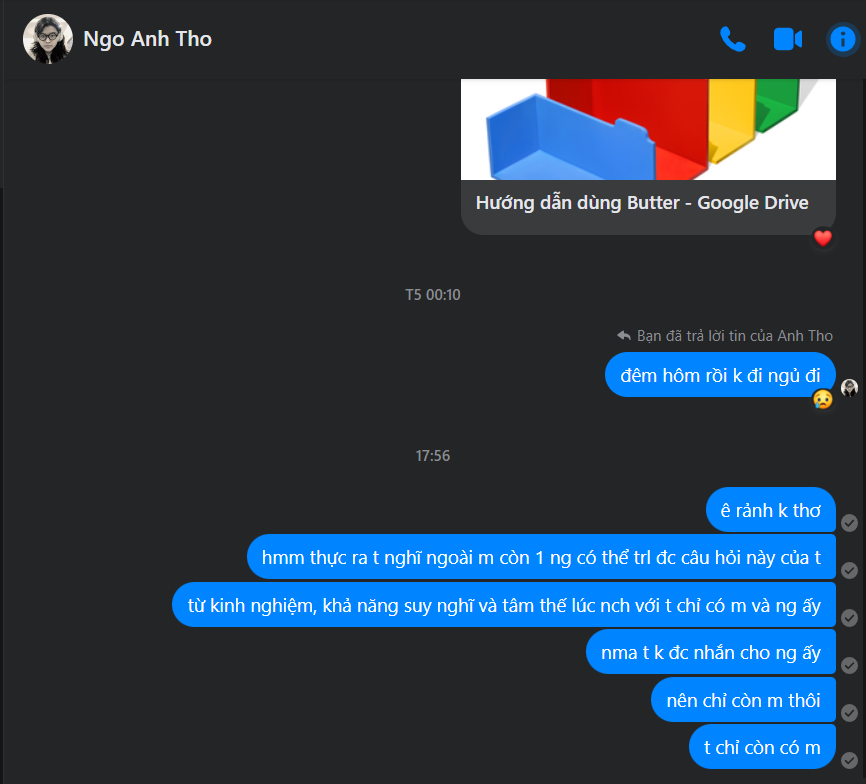 Ngo Anh Tho
Hướng dẫn dùng Butter - Google Drive
T5 00:10
Bạn đã trả lời tin của Anh Tho
đêm hôm rồi k đi ngủ đi
17:56
ê rảnh k thơ
hmm thực ra t nghĩ ngoài m còn 1 ng có thể trl đc câu hỏi này của t
từ kinh nghiệm, khả năng suy nghĩ và tâm thế lúc nch với t chỉ có m và ng ấy
nma t k đc nhắn cho ng ấy
nên chỉ còn m thôi
t chỉ còn có m